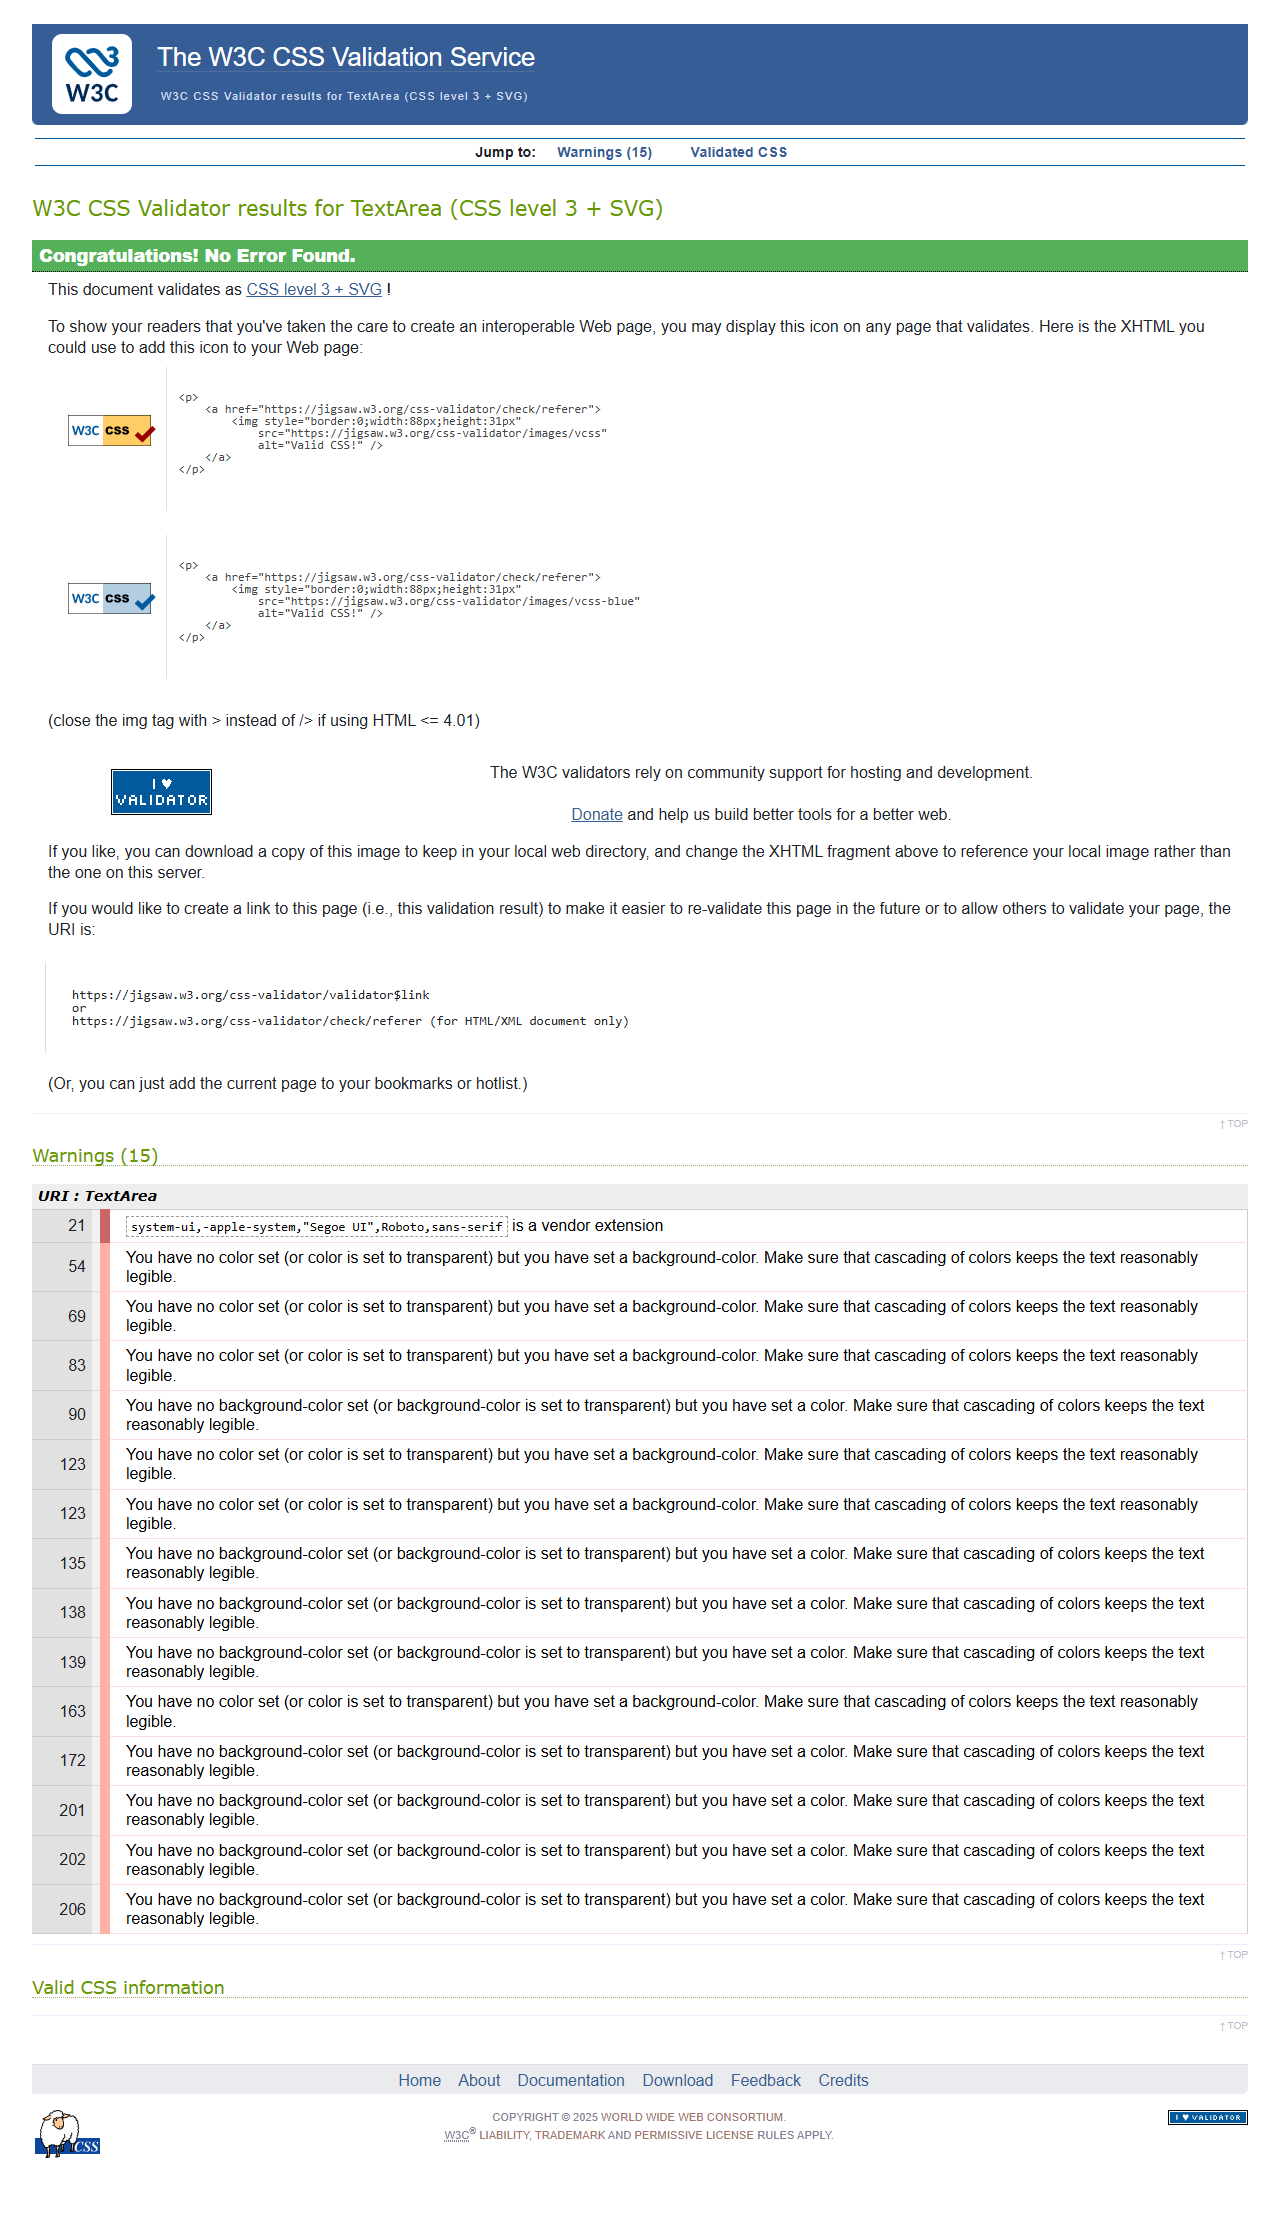 W3C
The W3C CSS Validation Service
W3C CSS Validator results for TextArea (CSS level 3 + SVG)
Jump to: Warnings (15) Validated CSS
W3C CSS Validator results for TextArea (CSS level 3 + SVG)
Congratulations! No Error Found.
This document validates as CSS level 3 + SVG !
To show your readers that you've taken the care to create an interoperable Web page, you may display this icon on any page that validates. Here is the XHTML you
could use to add this icon to your Web page:
W3C css
<p>
<a href="https://jigsaw.w3.org/css-validator/check/referer">
<img style="border:0;width:88px;height:31px"
src="https://jigsaw.w3.org/css-validator/images/vcss"
alt="Valid CSS!" />
</a>
</p>
W3C css
<p>
<a href="https://jigsaw.w3.org/css-validator/check/referer">
<img style="border:0;width:88px;height:31px"
src="https://jigsaw.w3.org/css-validator/images/vcss-blue"
alt="Valid CSS!" />
</a>
</p>
(close the img tag with > instead of /> if using HTML <= 4.01)
I ♥
VALIDATOR
The W3C validators rely on community support for hosting and development.
Donate and help us build better tools for a better web.
If you like, you can download a copy of this image to keep in your local web directory, and change the XHTML fragment above to reference your local image rather than
the one on this server.
If you would like to create a link to this page (i.e., this validation result) to make it easier to re-validate this page in the future or to allow others to validate your page, the
URI is:
https://jigsaw.w3.org/css-validator/validator$link
or
https://jigsaw.w3.org/css-validator/check/referer (for HTML/XML document only)
(Or, you can just add the current page to your bookmarks or hotlist.)
↑ TOP
Warnings (15)
URI : TextArea
21 system-ui,-apple-system,"Segoe UI",Roboto,sans-serif is a vendor extension
54 You have no color set (or color is set to transparent) but you have set a background-color. Make sure that cascading of colors keeps the text reasonably
legible.
69 You have no color set (or color is set to transparent) but you have set a background-color. Make sure that cascading of colors keeps the text reasonably
legible.
83 You have no color set (or color is set to transparent) but you have set a background-color. Make sure that cascading of colors keeps the text reasonably
legible.
90 You have no background-color set (or background-color is set to transparent) but you have set a color. Make sure that cascading of colors keeps the text
reasonably legible.
123 You have no color set (or color is set to transparent) but you have set a background-color. Make sure that cascading of colors keeps the text reasonably
legible.
123 You have no color set (or color is set to transparent) but you have set a background-color. Make sure that cascading of colors keeps the text reasonably
legible.
135 You have no background-color set (or background-color is set to transparent) but you have set a color. Make sure that cascading of colors keeps the text
reasonably legible.
138 You have no background-color set (or background-color is set to transparent) but you have set a color. Make sure that cascading of colors keeps the text
reasonably legible.
139 You have no background-color set (or background-color is set to transparent) but you have set a color. Make sure that cascading of colors keeps the text
reasonably legible.
163 You have no color set (or color is set to transparent) but you have set a background-color. Make sure that cascading of colors keeps the text reasonably
legible.
172 You have no background-color set (or background-color is set to transparent) but you have set a color. Make sure that cascading of colors keeps the text
reasonably legible.
201 You have no background-color set (or background-color is set to transparent) but you have set a color. Make sure that cascading of colors keeps the text
reasonably legible.
202 You have no background-color set (or background-color is set to transparent) but you have set a color. Make sure that cascading of colors keeps the text
reasonably legible.
206 You have no background-color set (or background-color is set to transparent) but you have set a color. Make sure that cascading of colors keeps the text
reasonably legible.
↑ TOP
Valid CSS information
↑ TOP
Home About Documentation Download Feedback Credits
CSS
COPYRIGHT © 2025 WORLD WIDE WEB CONSORTIUM.
W3C® LIABILITY, TRADEMARK AND PERMISSIVE LICENSE RULES APPLY.
I ♥ VALIDATOR